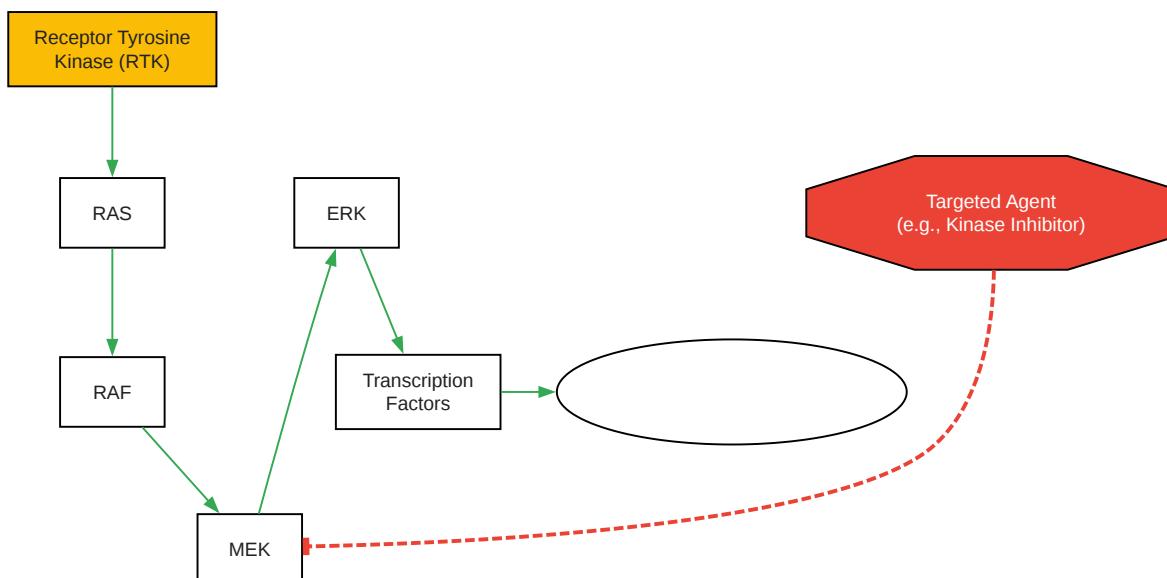 Receptor Tyrosine
Kinase (RTK)
RAS
ERK
Targeted Agent
(e.g., Kinase Inhibitor)
RAF
Transcription
Factors
MEK